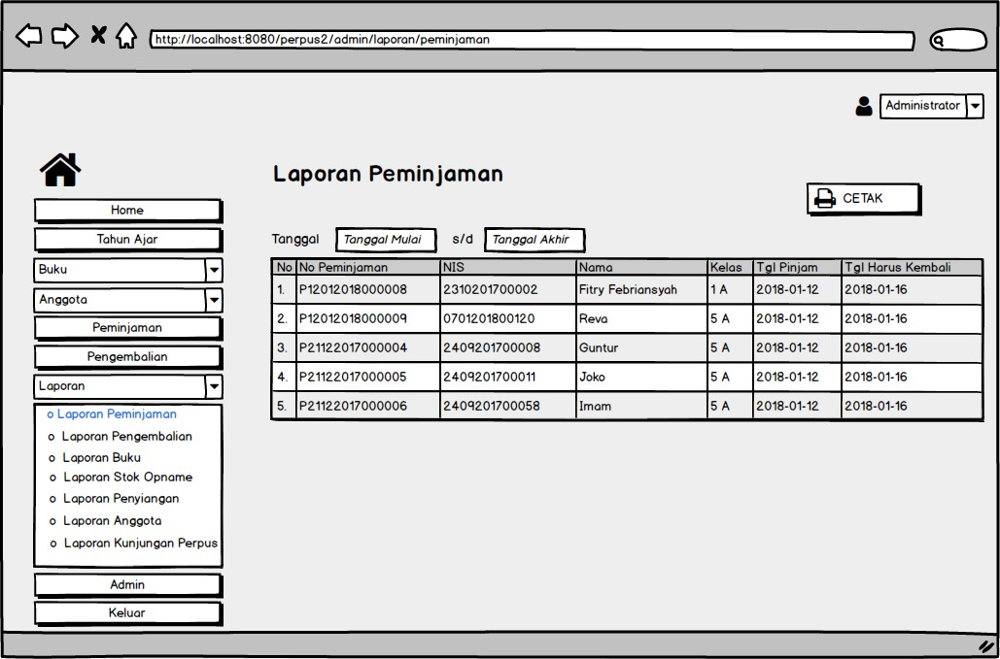 http://localhost:8080/perpus2/admin/laporan/peminjaman
Administrator
Laporan Peminjaman
CETAK
Home
Tahun Ajar
Buku
Anggota
Peminjaman
Pengembalian
Laporan
o Laporan Peminjaman
o Laporan Pengembalian
o Laporan Buku
o Laporan Stok Opname
o Laporan Penyiangan
o Laporan Anggota
o Laporan Kunjungan Perpus
Admin
Keluar
Tanggal Tanggal Mulai s/d Tanggal Akhir
No No Peminjaman NIS Nama Kelas Tgl Pinjam Tgl Harus Kembali
1. P12012018000008 2310201700002 Fitry Febriansyah 1 A 2018-01-12 2018-01-16
2. P12012018000009 0701201800120 Reva 5 A 2018-01-12 2018-01-16
3. P21122017000004 2409201700008 Guntur 5 A 2018-01-12 2018-01-16
4. P21122017000005 2409201700011 Joko 5 A 2018-01-12 2018-01-16
5. P21122017000006 2409201700058 Imam 5 A 2018-01-12 2018-01-16